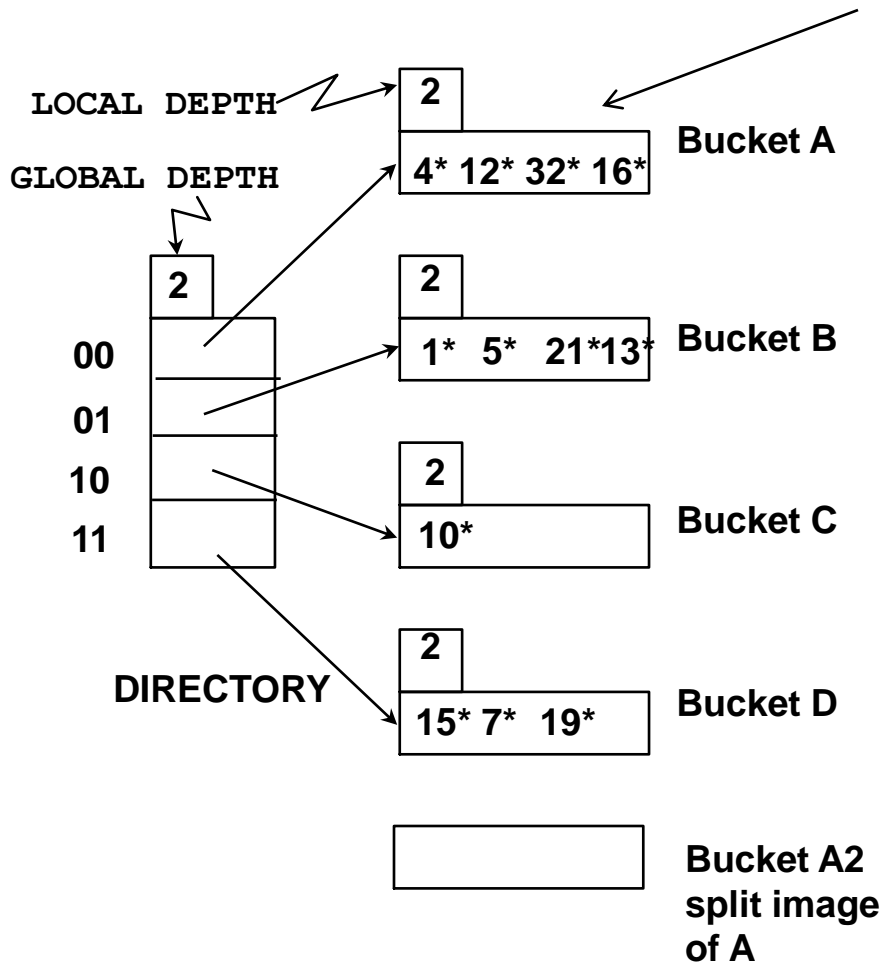 LOCAL DEPTH
2
Bucket A
4* 12* 32* 16*
GLOBAL DEPTH
2
2
Bucket B
1* 5* 21*13*
00
01
10
11
2
Bucket C
10*
2
Bucket D
15* 7* 19*
DIRECTORY
Bucket A2
split image
of A